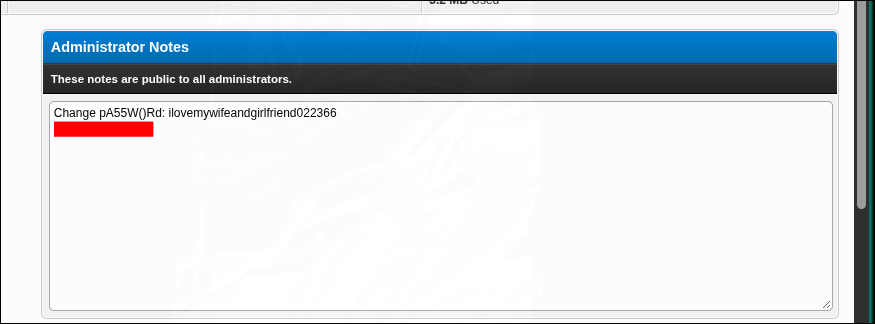 5.2 MB Used
Administrator Notes
These notes are public to all administrators.
Change pA55W()Rd: ilovemywifeandgirlfriend022366